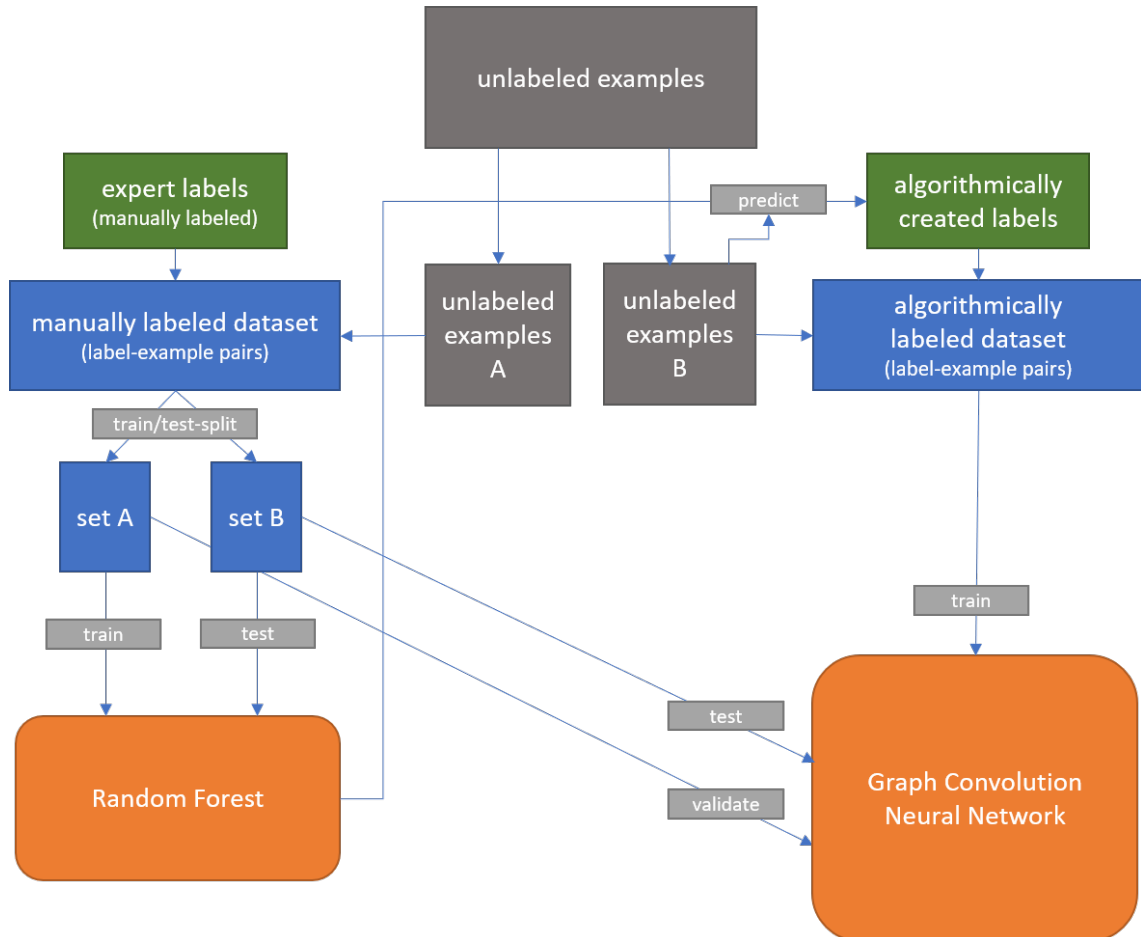 unlabeled examples
expert labels
(manually labeled)
predict
algorithmically
created labels
manually labeled dataset
(label-example pairs)
unlabeled
examples
A
unlabeled
examples
B
algorithmically
labeled dataset
(label-example pairs)
train/test-split
set A
set B
train
test
train
test
validate
Random Forest
Graph Convolution
Neural Network